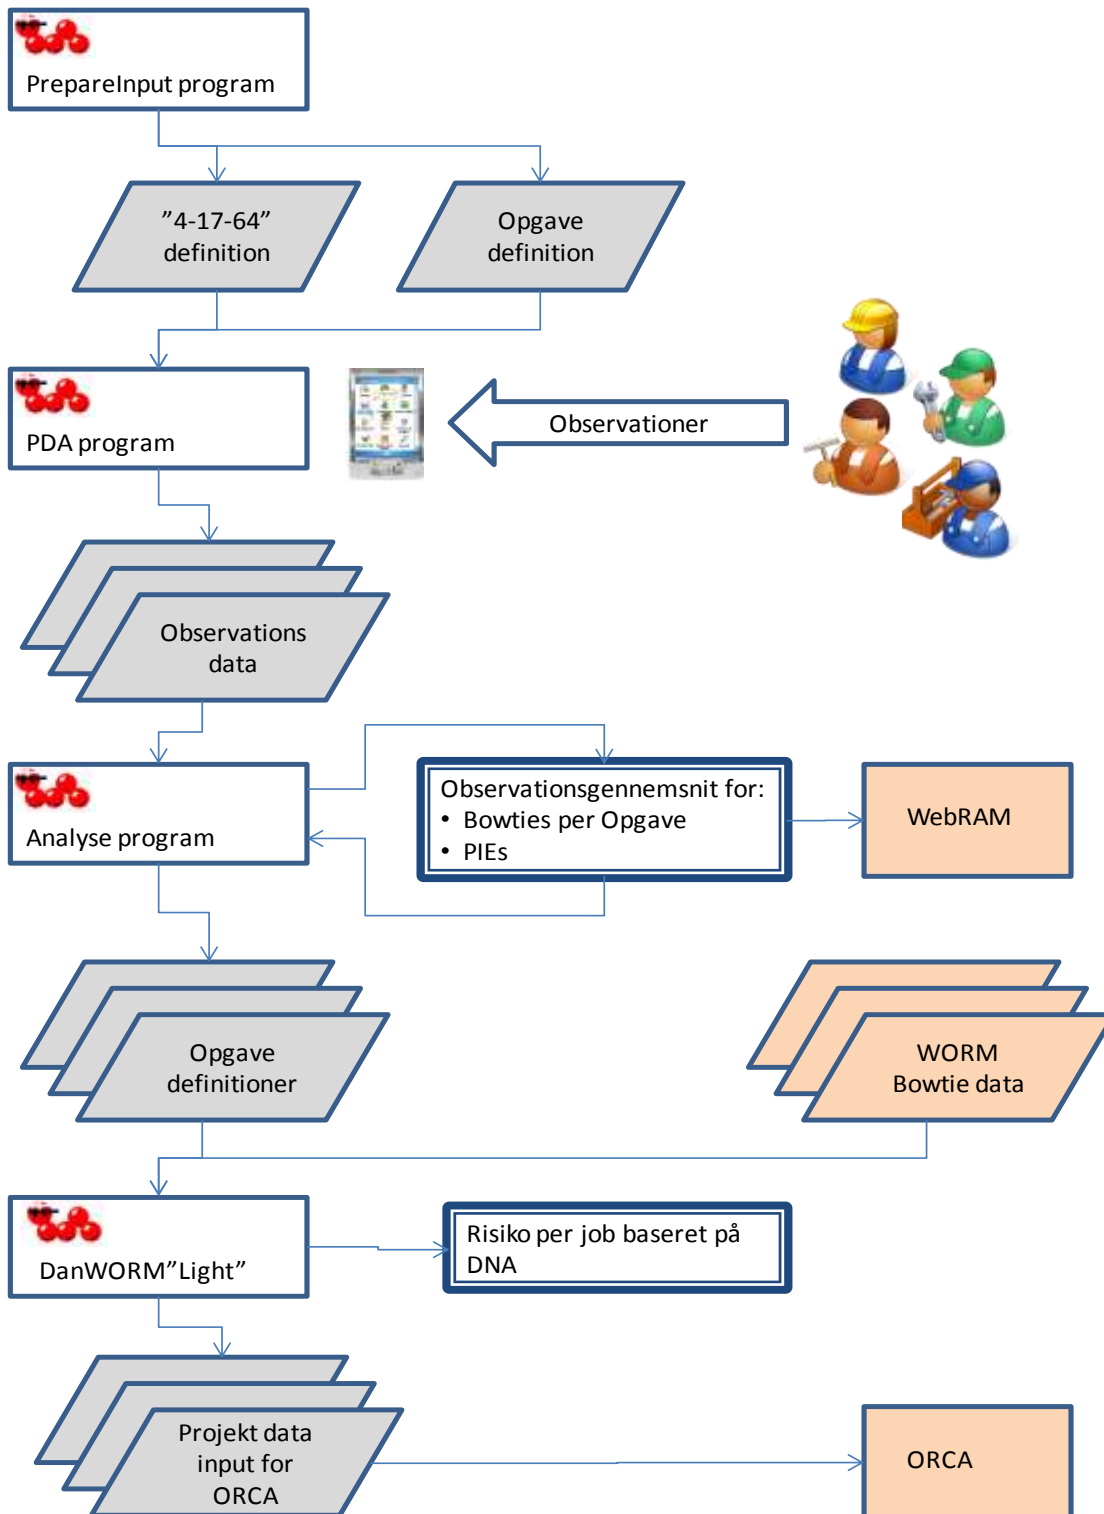 PrepareInput program
”4-17-64”
definition
Opgave
definition
PDA program
Observationer
Observations
data
Analyse program
Observationsgennemsnit for:
• Bowties per Opgave
• PIEs
WebRAM
Opgave
definitioner
WORM
Bowtie data
DanWORM”Light”
Risiko per job baseret på
DNA
Projekt data
input for
ORCA
ORCA